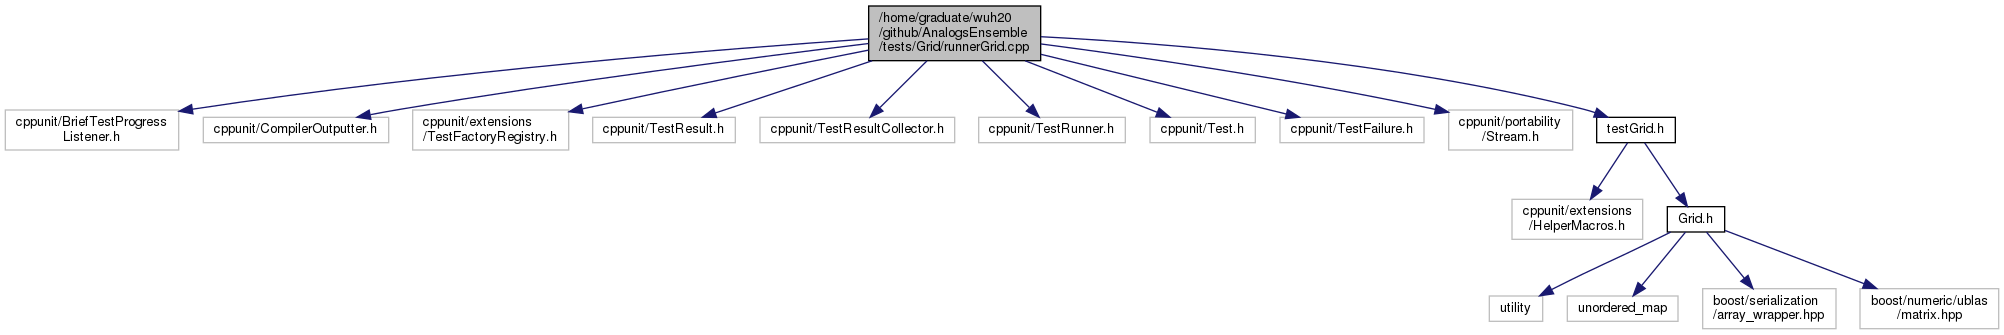 /home/graduate/wuh20
/github/AnalogsEnsemble
/tests/Grid/runnerGrid.cpp
cppunit/BriefTestProgress
Listener.h
cppunit/CompilerOutputter.h
cppunit/extensions
/TestFactoryRegistry.h
cppunit/TestResult.h
cppunit/TestResultCollector.h
cppunit/TestRunner.h
cppunit/Test.h
cppunit/TestFailure.h
cppunit/portability
/Stream.h
testGrid.h
cppunit/extensions
/HelperMacros.h
Grid.h
utility
unordered_map
boost/serialization
/array_wrapper.hpp
boost/numeric/ublas
/matrix.hpp